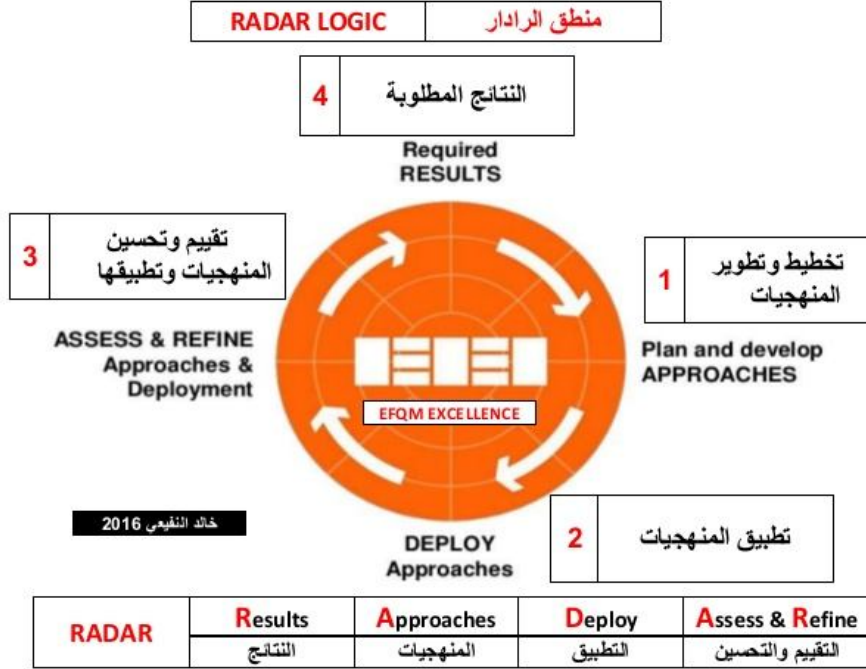 RADAR LOGIC منطق الرادار
4 النتائج المطلوبة
Required
RESULTS
1 تخطيط وتطوير
المنهجيات
Plan and develop
APPROACHES
2 تطبيق المنهجيات
DEPLOY
Approaches
3 تقييم وتحسين
المنهجيات وتطبيقها
ASSESS & REFINE
Approaches &
Deployment
EFQM EXCELLENCE
خالد النفيعي 2016
RADAR Results Approaches Deploy Assess & Refine
النتائج المنهجيات التطبيق التقييم والتحسين